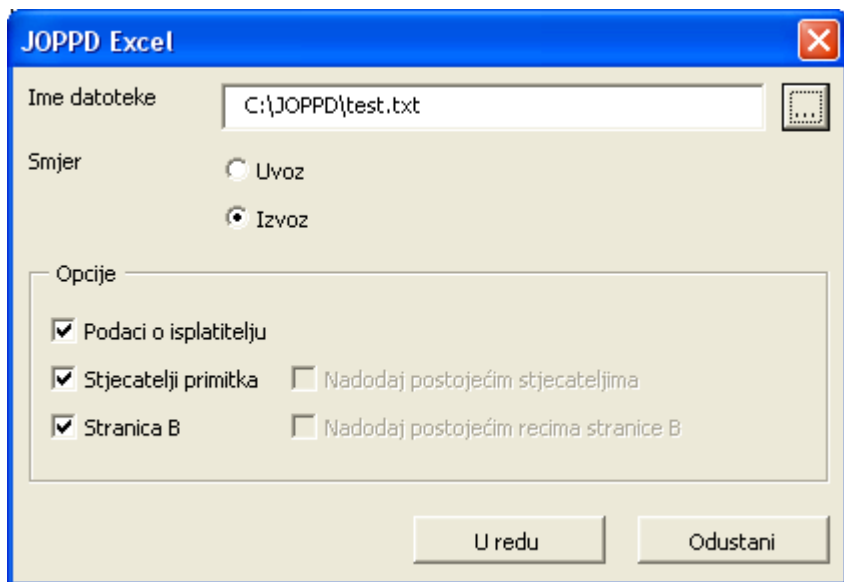 JOPPD Excel
Ime datoteke C:\JOPPD\test.txt ...
Smjer Uvoz
Izvoz
Opcije
Podaci o isplatitelju
Stjecatelji primitka Nadodaj postojećim stjecateljima
Stranica B Nadodaj postojećim recima stranice B
U redu Odustani